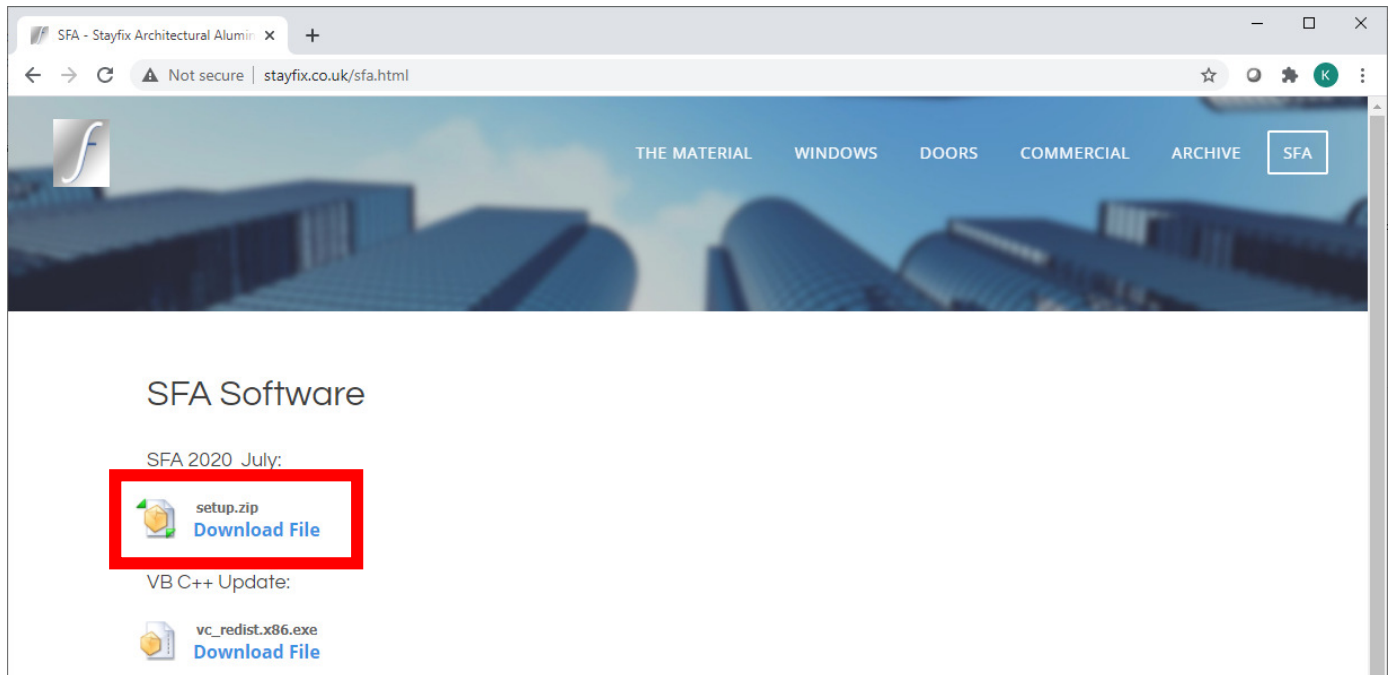 SFA - Stayfix Architectural Alumin
Not secure | stayfix.co.uk/sfa.html
K
f
THE MATERIAL WINDOWS DOORS COMMERCIAL ARCHIVE SFA
SFA Software
SFA 2020 July:
setup.zip
Download File
VB C++ Update:
vc_redist.x86.exe
Download File